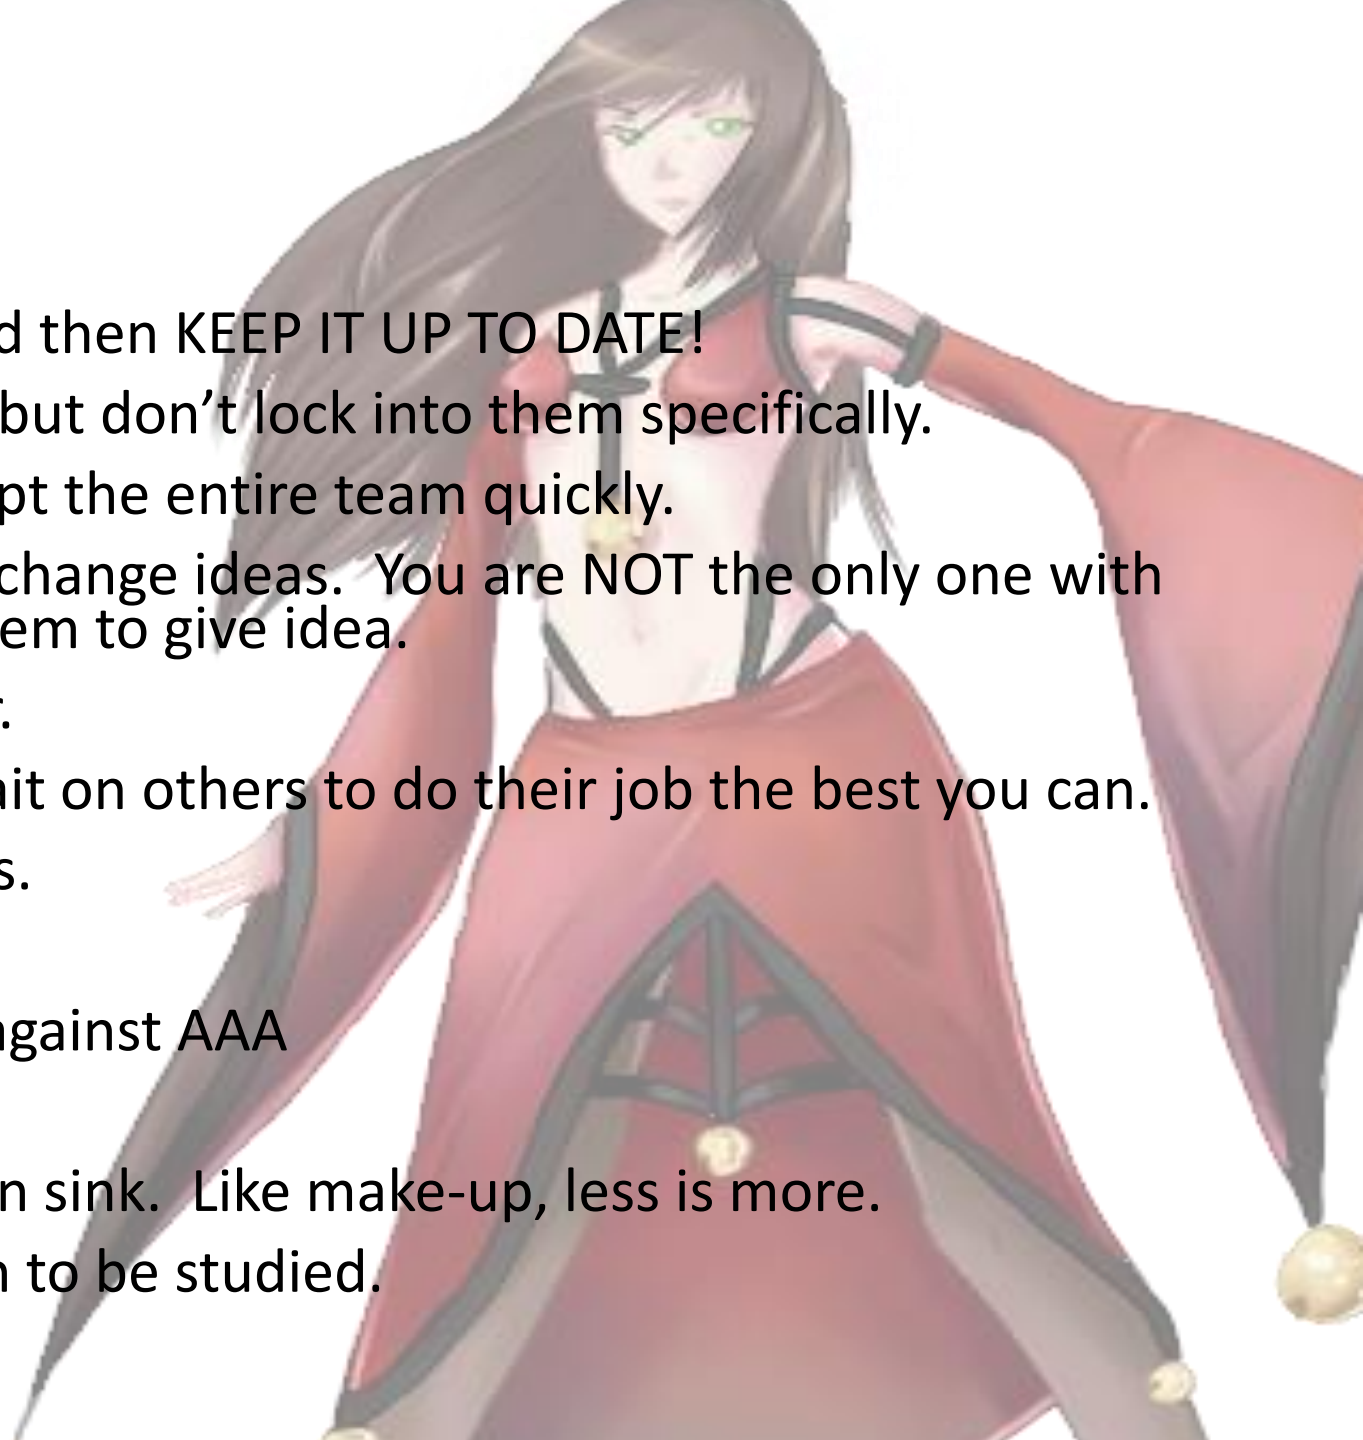 d then KEEP IT UP TO DATE!
but don’t lock into them specifically.
pt the entire team quickly.
change ideas.  You are NOT the only one with
em to give idea.
r.
ait on others to do their job the best you can.
s.
against AAA
n sink.  Like make-up, less is more.
n to be studied.